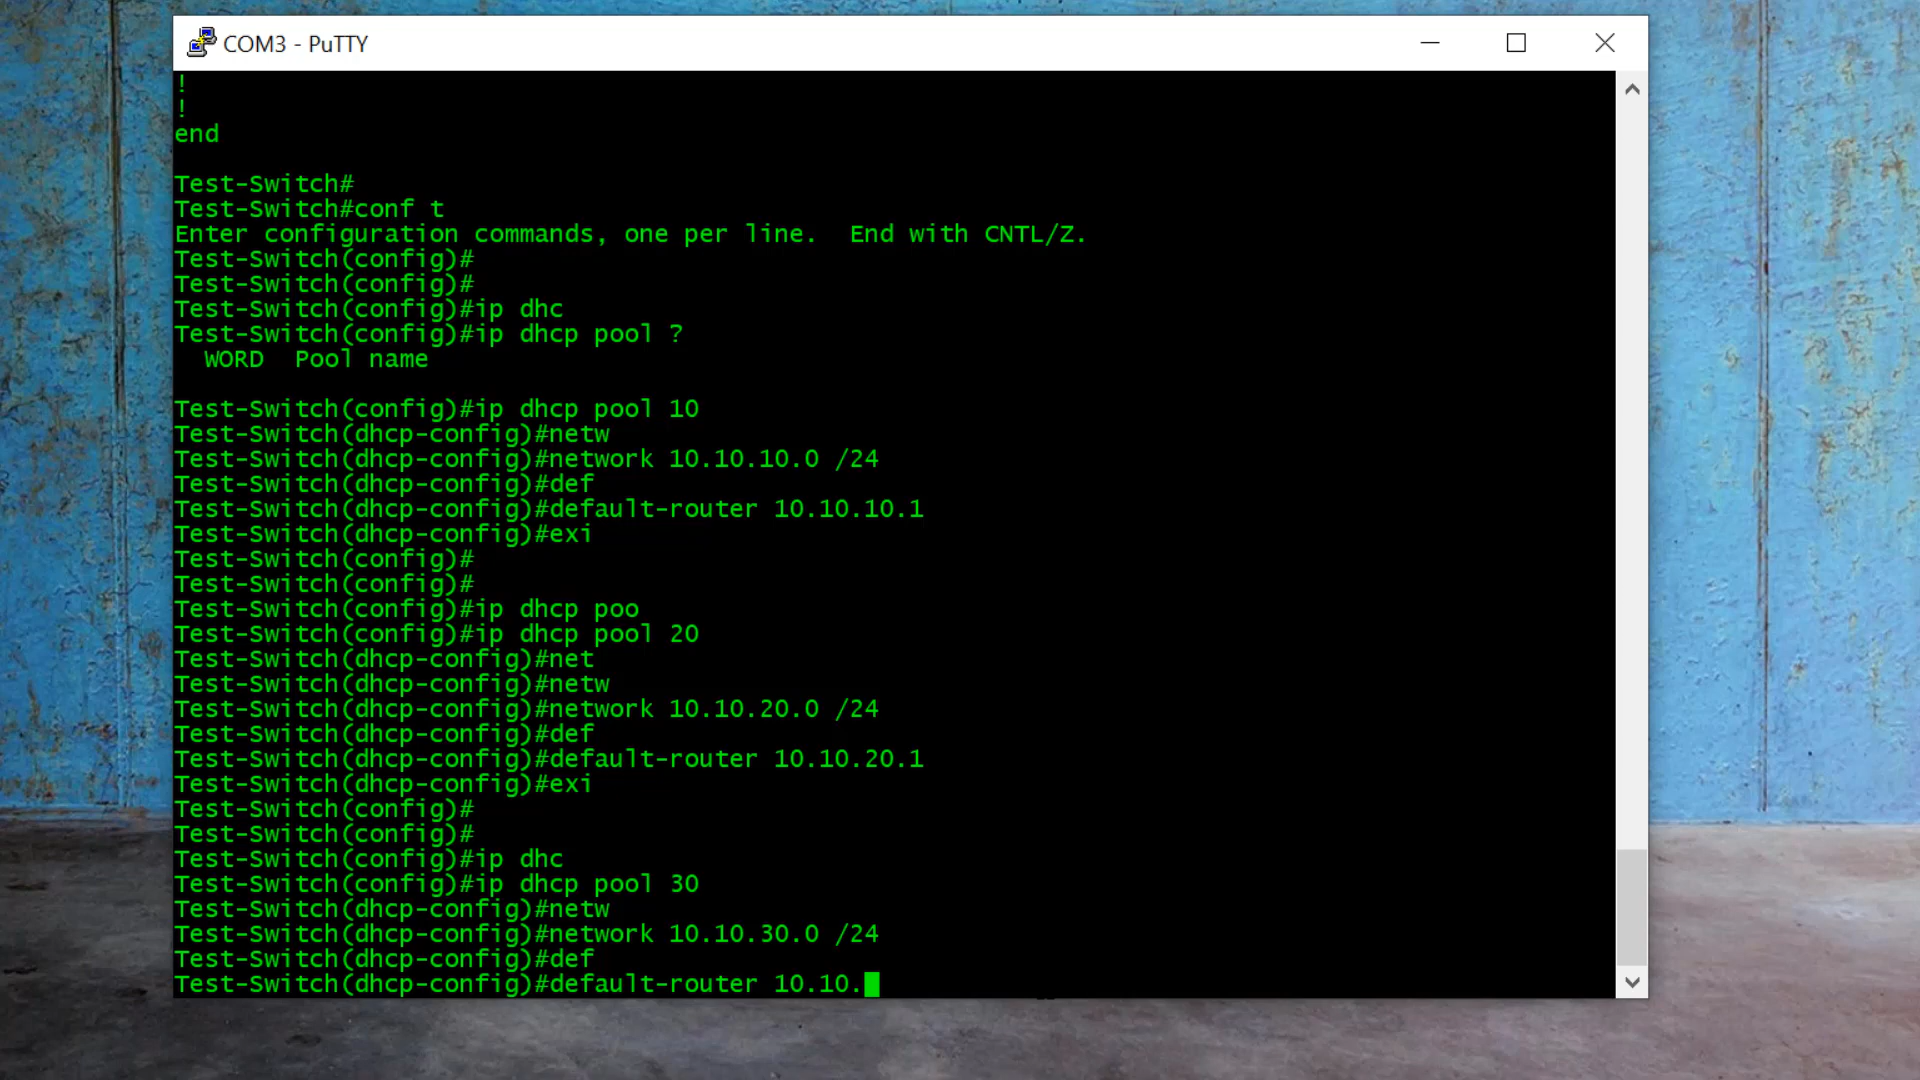 COM3 - PuTTY
!
!
end
Test-Switch#
Test-Switch#conf t
Enter configuration commands, one per line.  End with CNTL/Z.
Test-Switch(config)#
Test-Switch(config)#
Test-Switch(config)#ip dhc
Test-Switch(config)#ip dhcp pool ?
  WORD  Pool name
Test-Switch(config)#ip dhcp pool 10
Test-Switch(dhcp-config)#netw
Test-Switch(dhcp-config)#network 10.10.10.0 /24
Test-Switch(dhcp-config)#def
Test-Switch(dhcp-config)#default-router 10.10.10.1
Test-Switch(dhcp-config)#exi
Test-Switch(config)#
Test-Switch(config)#
Test-Switch(config)#ip dhcp poo
Test-Switch(config)#ip dhcp pool 20
Test-Switch(dhcp-config)#net
Test-Switch(dhcp-config)#netw
Test-Switch(dhcp-config)#network 10.10.20.0 /24
Test-Switch(dhcp-config)#def
Test-Switch(dhcp-config)#default-router 10.10.20.1
Test-Switch(dhcp-config)#exi
Test-Switch(config)#
Test-Switch(config)#
Test-Switch(config)#ip dhc
Test-Switch(config)#ip dhcp pool 30
Test-Switch(dhcp-config)#netw
Test-Switch(dhcp-config)#network 10.10.30.0 /24
Test-Switch(dhcp-config)#def
Test-Switch(dhcp-config)#default-router 10.10.